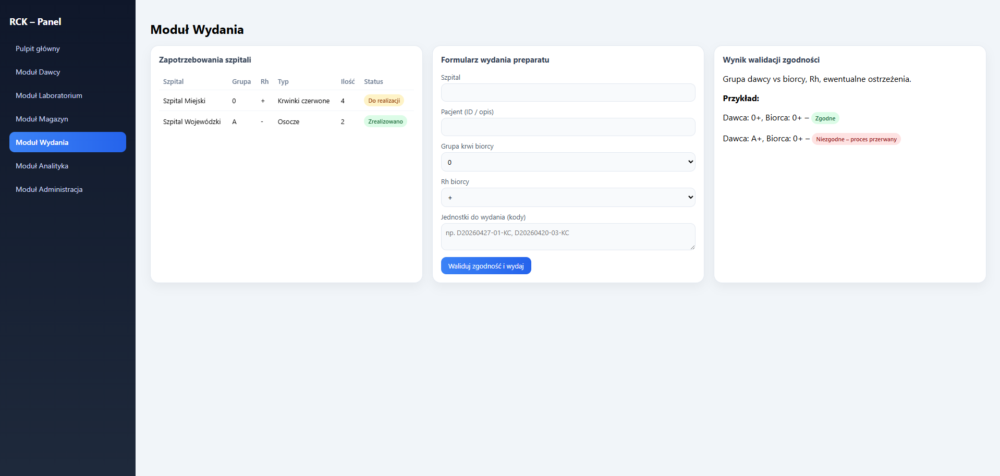 RCK – Panel
Pulpit główny
Moduł Dawcy
Moduł Laboratorium
Moduł Magazyn
Moduł Wydania
Moduł Analityka
Moduł Administracja
Moduł Wydania
Zapotrzebowania szpitali
Szpital Grupa Rh Typ Ilość Status
Szpital Miejski 0 + Krwinki czerwone 4 Do realizacji
Szpital Wojewódzki A - Osocze 2 Zrealizowano
Formularz wydania preparatu
Szpital
Pacjent (ID / opis)
Grupa krwi biorcy
0
Rh biorcy
+
Jednostki do wydania (kody)
np. D20260427-01-KC, D20260420-03-KC
Waliduj zgodność i wydaj
Wynik walidacji zgodności
Grupa dawcy vs biorcy, Rh, ewentualne ostrzeżenia.
Przykład:
Dawca: 0+, Biorca: 0+ – Zgodne
Dawca: A+, Biorca: 0+ – Niezgodne – proces przerwany